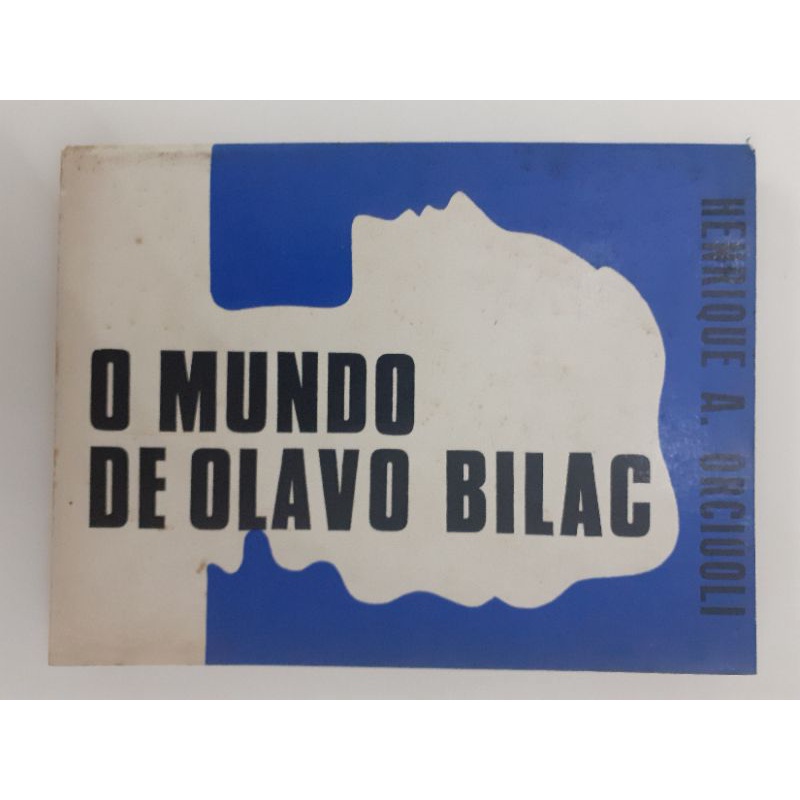 O MUNDO
DE OLAVO BILAC
HENRIQUE A. ORCIUOLI